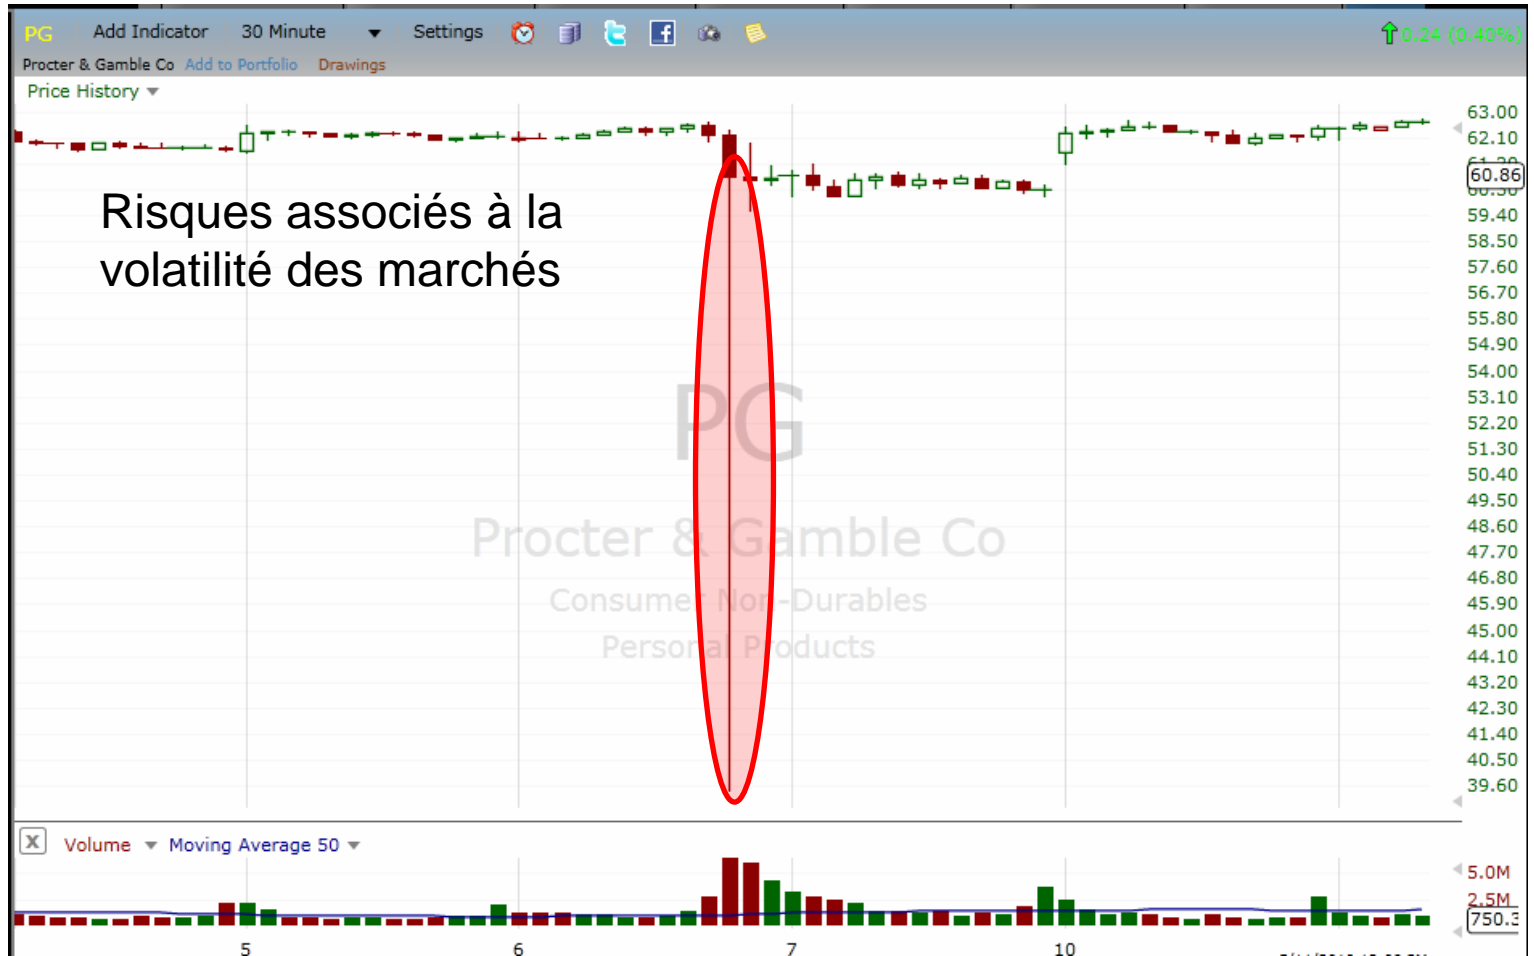 PG Add Indicator 30 Minute Settings 0.24 (0.40%)
Procter & Gamble Co Add to Portfolio Drawings
Price History
Risques associés à la
volatilité des marchés
PG
Procter & Gamble Co
Consumer Non-Durables
Personal Products
63.00
62.10
60.86
59.40
58.50
57.60
56.70
55.80
54.90
54.00
53.10
52.20
51.30
50.40
49.50
48.60
47.70
46.80
45.90
45.00
44.10
43.20
42.30
41.40
40.50
39.60
X Volume Moving Average 50
5.0M
2.5M
750.3
5 6 7 10